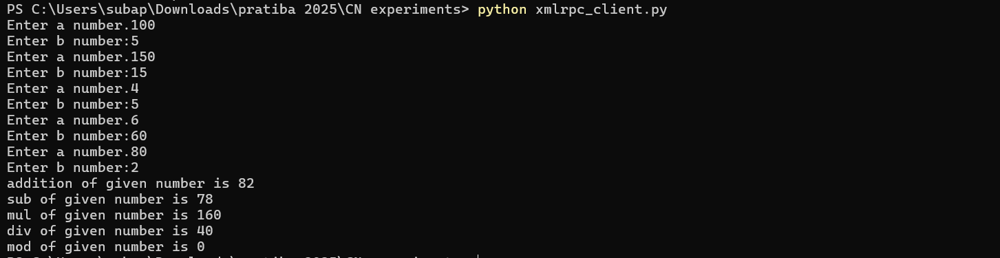 PS C:\Users\subap\Downloads\pratiba 2025\CN experiments> python xmlrpc_client.py
Enter a number.100
Enter b number:5
Enter a number.150
Enter b number:15
Enter a number.4
Enter b number:5
Enter a number.6
Enter b number:60
Enter a number.80
Enter b number:2
addition of given number is 82
sub of given number is 78
mul of given number is 160
div of given number is 40
mod of given number is 0